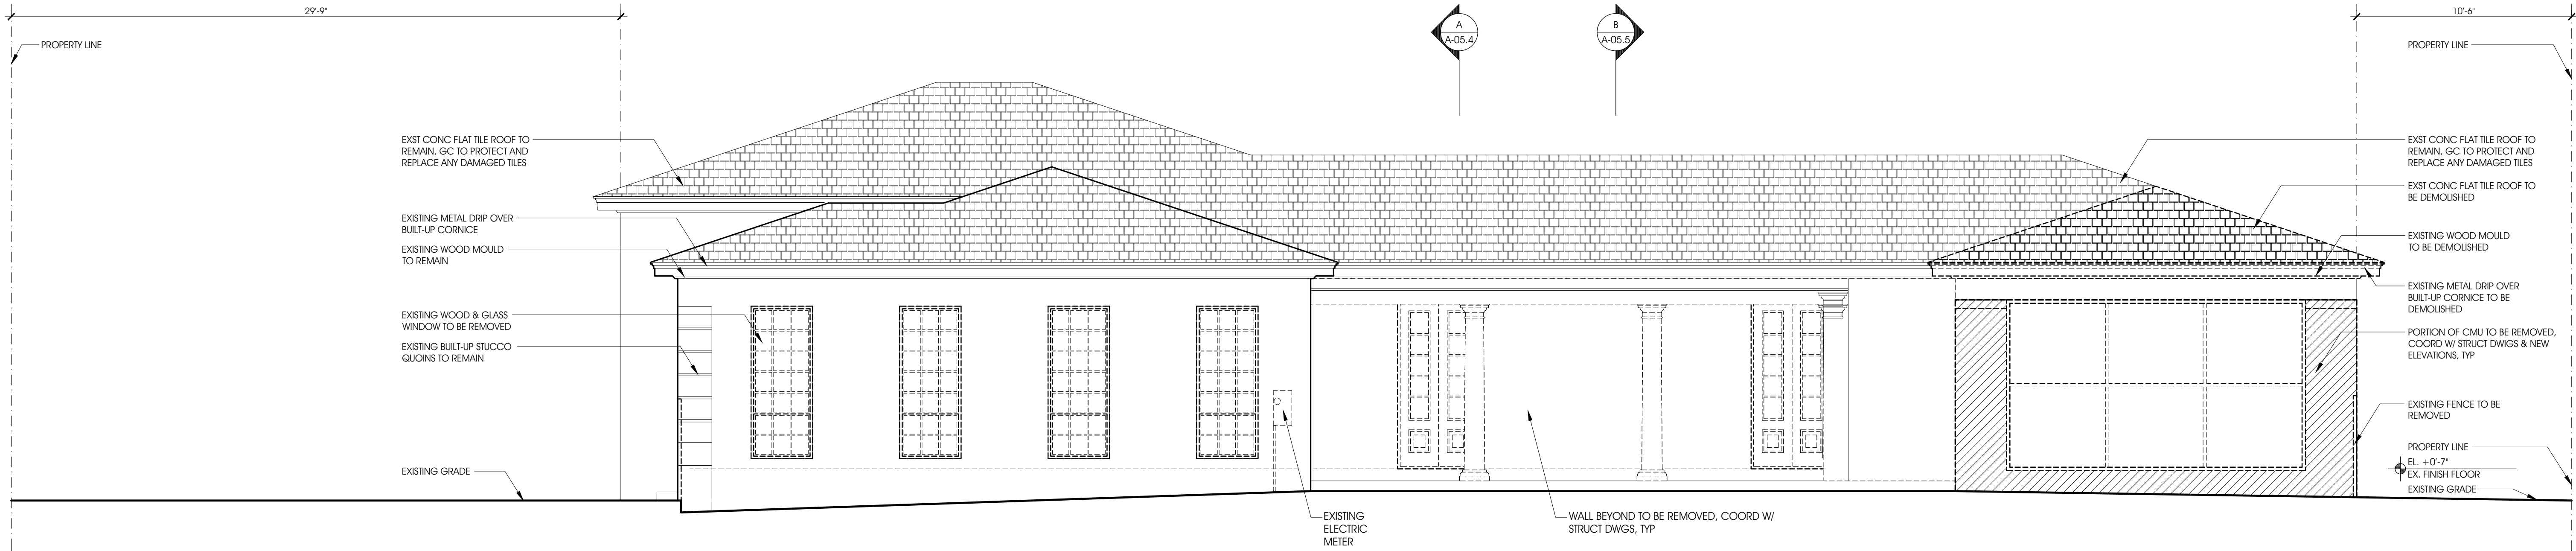 29'-9"
A
A-05.4
B
A-05.5
10'-6"
PROPERTY LINE
PROPERTY LINE
EXST CONC FLAT TILE ROOF TO
REMAIN, GC TO PROTECT AND
REPLACE ANY DAMAGED TILES
EXISTING METAL DRIP OVER
BUILT-UP CORNICE
EXISTING WOOD MOULD
TO REMAIN
EXISTING WOOD & GLASS
WINDOW TO BE REMOVED
EXISTING BUILT-UP STUCCO
QUOINS TO REMAIN
EXISTING GRADE
EXISTING
ELECTRIC
METER
WALL BEYOND TO BE REMOVED, COORD W/
STRUCT DWGS, TYP
EXST CONC FLAT TILE ROOF TO
REMAIN, GC TO PROTECT AND
REPLACE ANY DAMAGED TILES
EXST CONC FLAT TILE ROOF TO
BE DEMOLISHED
EXISTING WOOD MOULD
TO BE DEMOLISHED
EXISTING METAL DRIP OVER
BUILT-UP CORNICE TO BE
DEMOLISHED
PORTION OF CMU TO BE REMOVED,
COORD W/ STRUCT DWIGS & NEW
ELEVATIONS, TYP
EXISTING FENCE TO BE
REMOVED
PROPERTY LINE
EL. +0'-7"
EX. FINISH FLOOR
EXISTING GRADE